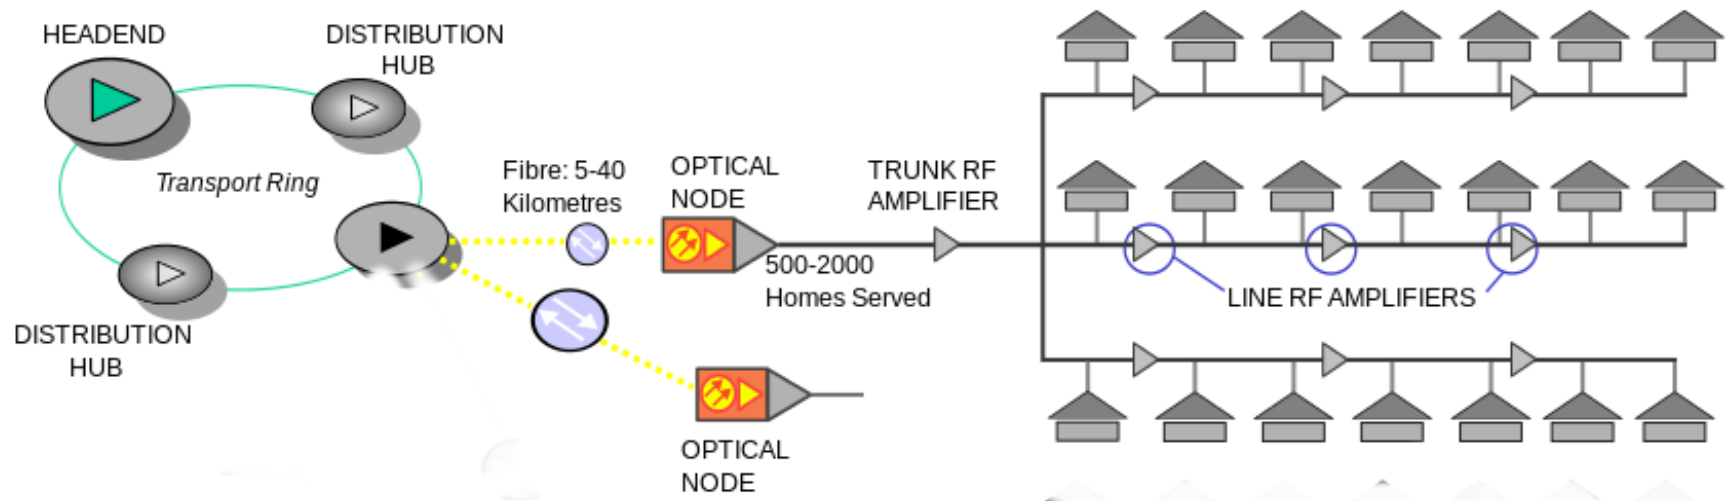 HEADEND
DISTRIBUTION
HUB
Transport Ring
DISTRIBUTION
HUB
Fibre: 5-40
Kilometres
OPTICAL
NODE
500-2000
Homes Served
TRUNK RF
AMPLIFIER
LINE RF AMPLIFIERS
OPTICAL
NODE